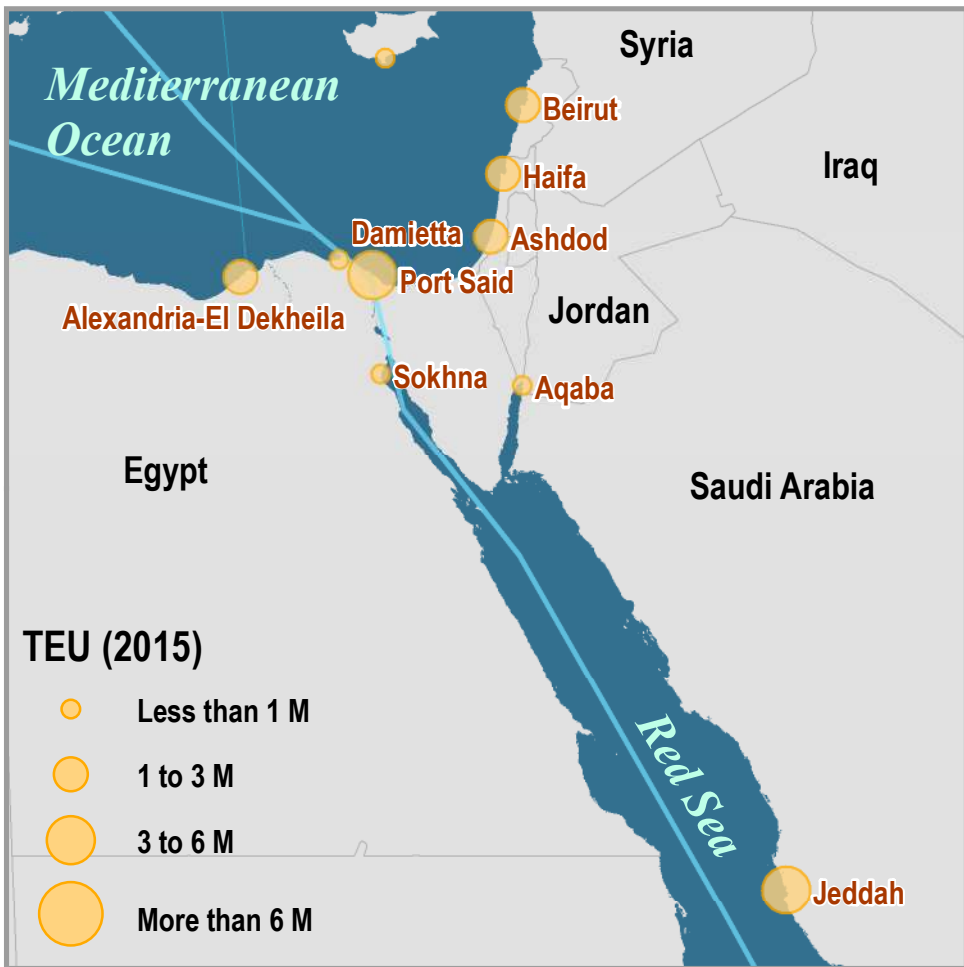 Syria
Mediterranean
Ocean
Beirut
Iraq
Haifa
Damietta
Ashdod
Port Said
Alexandria-El Dekheila
Jordan
Sokhna
Aqaba
Egypt
Saudi Arabia
TEU (2015)
Less than 1 M
1 to 3 M
3 to 6 M
More than 6 M
Red Sea
Jeddah